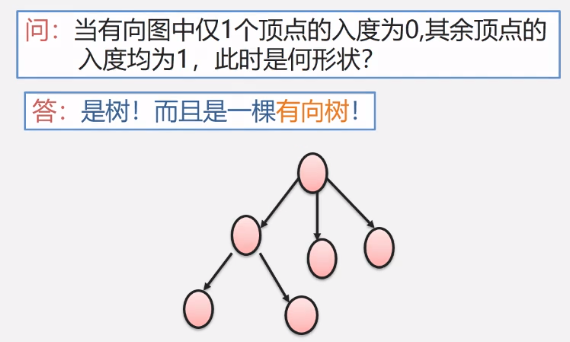 问：当有向图中仅1个顶点的入度为0,其余顶点的
入度均为1，此时是何形状？
答：是树！而且是一棵有向树！